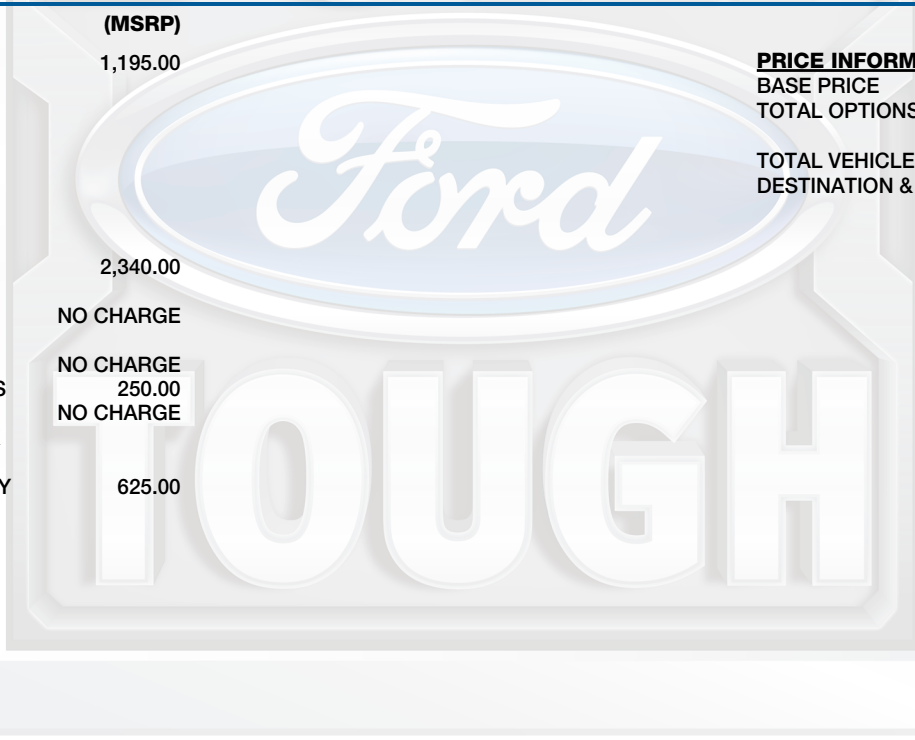 (MSRP)
1,195.00
2,340.00
NO CHARGE
NO CHARGE
S 250.00
NO CHARGE
Y 625.00
PRICE INFORM
BASE PRICE
TOTAL OPTIONS
TOTAL VEHICLE
DESTINATION &
Ford
TOUGH